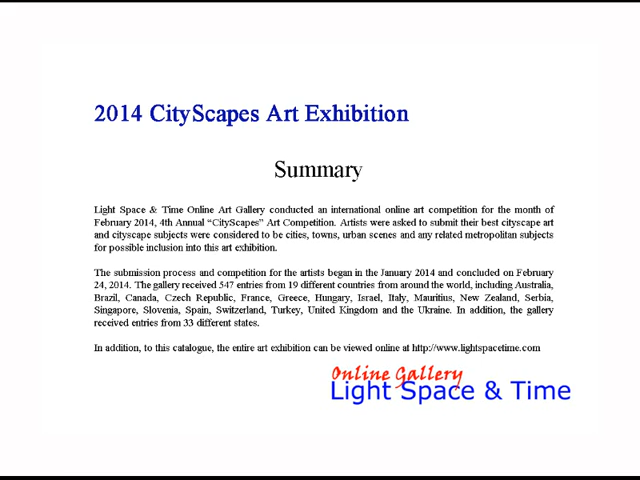 2014 CityScapes Art Exhibition
Summary
Light Space & Time Online Art Gallery conducted an international online art competition for the month of
February 2014, 4th Annual “CityScapes” Art Competition. Artists were asked to submit their best cityscape art
and cityscape subjects were considered to be cities, towns, urban scenes and any related metropolitan subjects
for possible inclusion into this art exhibition.
The submission process and competition for the artists began in the January 2014 and concluded on February
24, 2014. The gallery received 547 entries from 19 different countries from around the world, including Australia,
Brazil, Canada, Czech Republic, France, Greece, Hungary, Israel, Italy, Mauritius, New Zealand, Serbia,
Singapore, Slovenia, Spain, Switzerland, Turkey, United Kingdom and the Ukraine. In addition, the gallery
received entries from 33 different states.
In addition, to this catalogue, the entire art exhibition can be viewed online at http://www.lightspacetime.com
Online Gallery
Light Space & Time